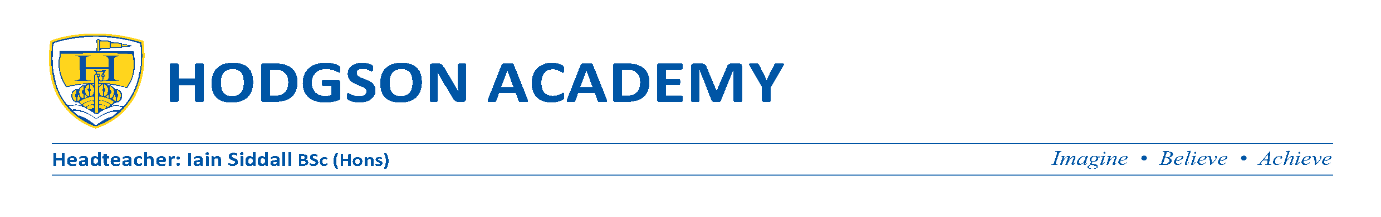 H
HODGSON ACADEMY
Headteacher: Iain Siddall BSc (Hons)
Imagine • Believe • Achieve